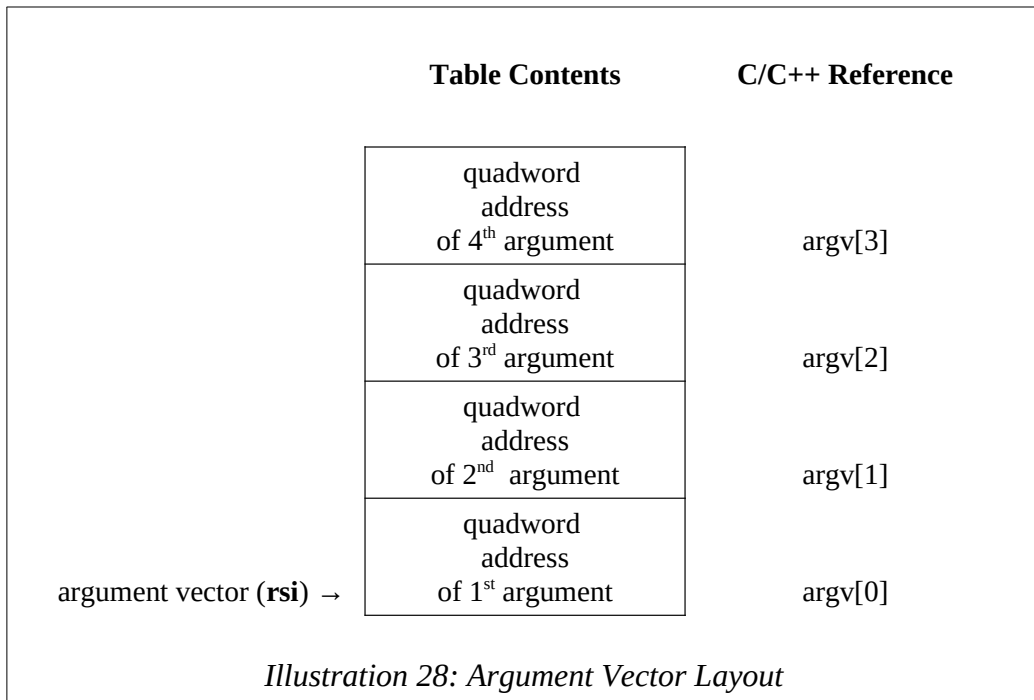 Table Contents C/C++ Reference
quadword
address
of 4th argument argv[3]
quadword
address
of 3rd argument argv[2]
quadword
address
of 2nd argument argv[1]
quadword
address
argument vector (rsi) → of 1st argument argv[0]
Illustration 28: Argument Vector Layout